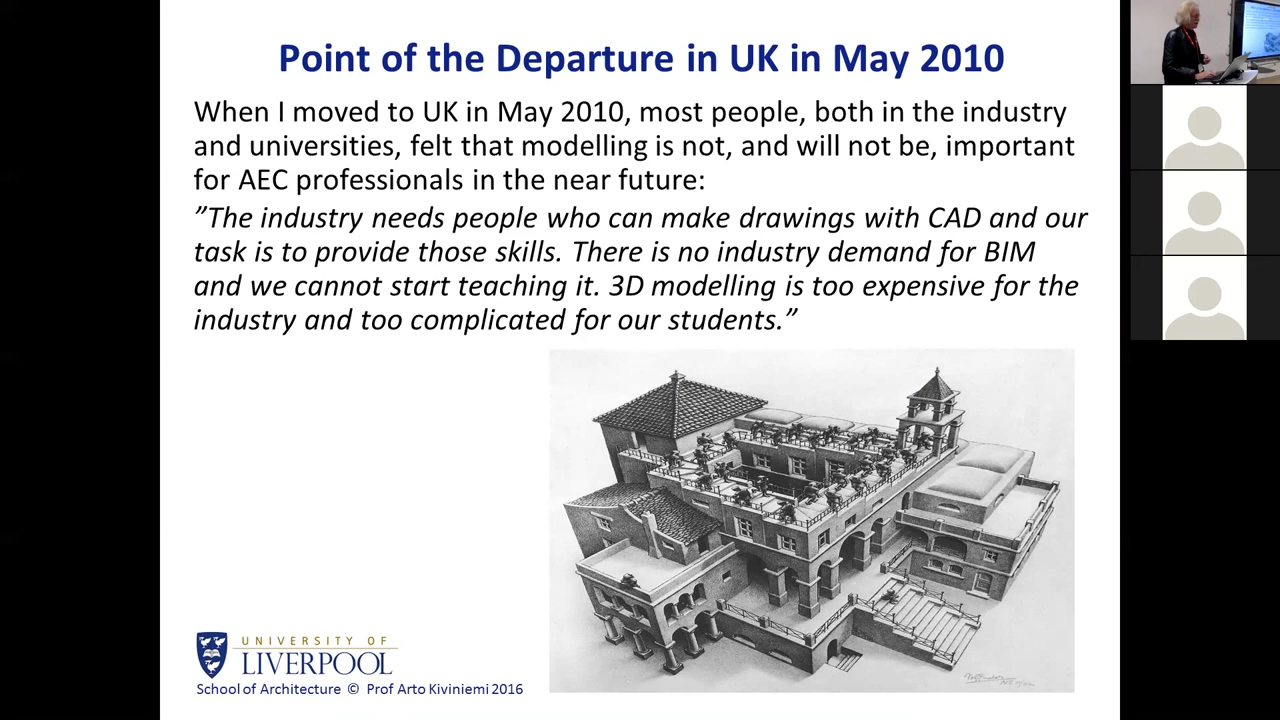 Point of the Departure in UK in May 2010
When I moved to UK in May 2010, most people, both in the industry
and universities, felt that modelling is not, and will not be, important
for AEC professionals in the near future:
”The industry needs people who can make drawings with CAD and our
task is to provide those skills. There is no industry demand for BIM
and we cannot start teaching it. 3D modelling is too expensive for the
industry and too complicated for our students.”
UNIVERSITY OF
LIVERPOOL
School of Architecture © Prof Arto Kiviniemi 2016